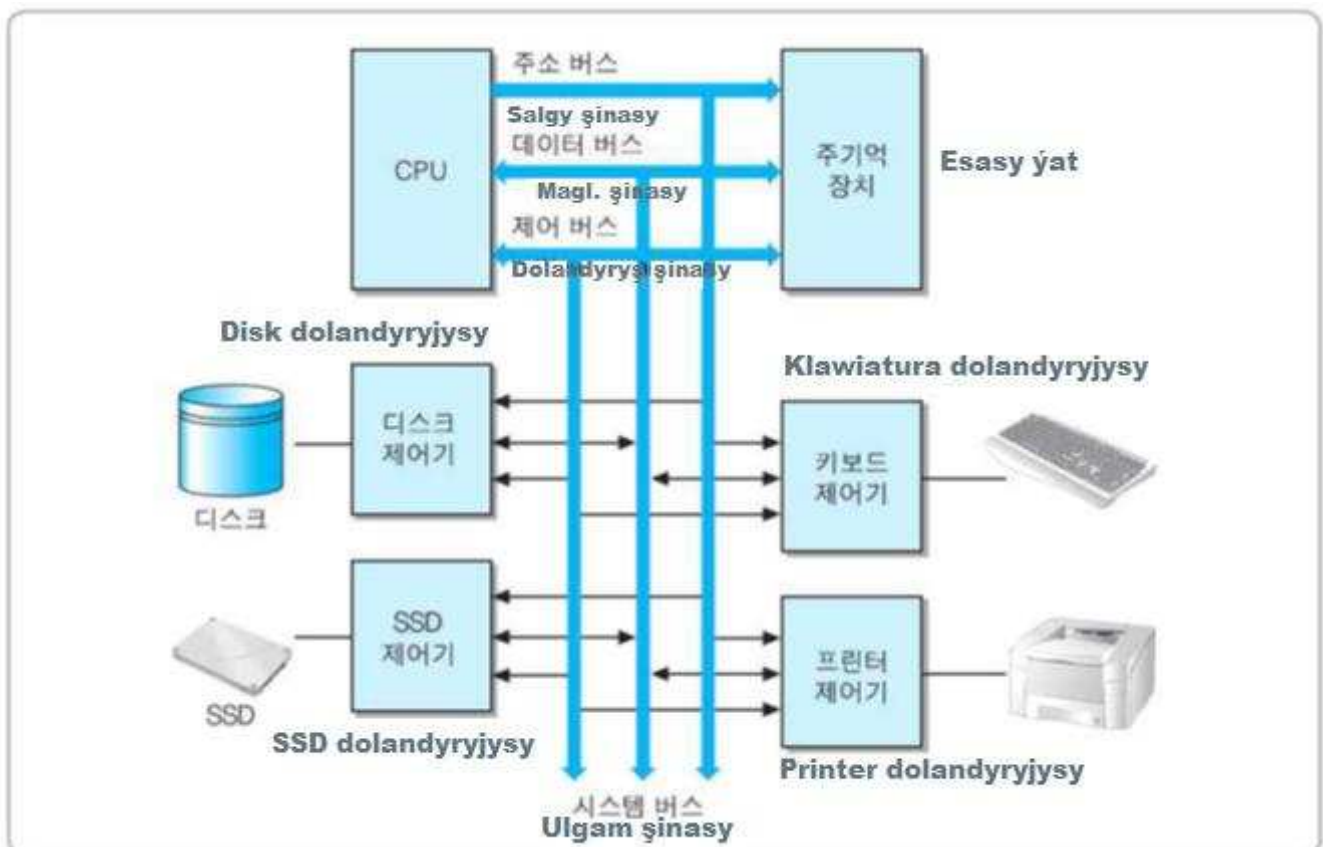 주소 버스
Salgy şinasy
데이터 버스
Magl. şinasy
제어 버스
Dolandyryş şinasy
CPU
주기억
장치
Esasy ýat
Disk dolandyryjysy
디스크
제어기
디스크
Klawiatura dolandyryjysy
키보드
제어기
SSD
제어기
SSD
SSD dolandyryjysy
프린터
제어기
Printer dolandyryjysy
시스템 버스
Ulgam şinasy